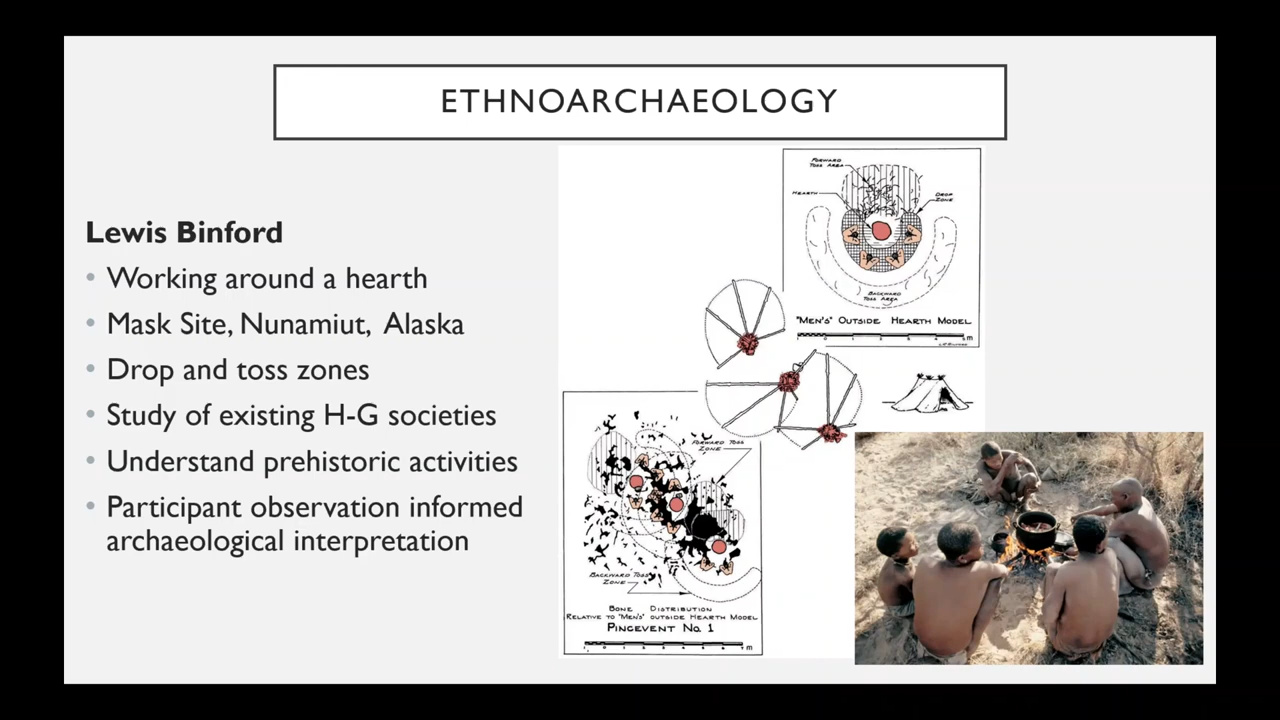 ETHNOARCHAEOLOGY
Lewis Binford
• Working around a hearth
• Mask Site, Nunamiut, Alaska
• Drop and toss zones
• Study of existing H-G societies
• Understand prehistoric activities
• Participant observation informed
archaeological interpretation
FORWARD
TOSS AREA
HEARTH
DROP
ZONE
BACKWARD
TOSS AREA
"MEN'S" OUTSIDE HEARTH MODEL
m
FORWARD TOSS
ZONE
BACKWARD TOSS
ZONE
BONE DISTRIBUTION
RELATIVE TO "MEN'S" OUTSIDE HEARTH MODEL
PINCEVENT NO. 1
m